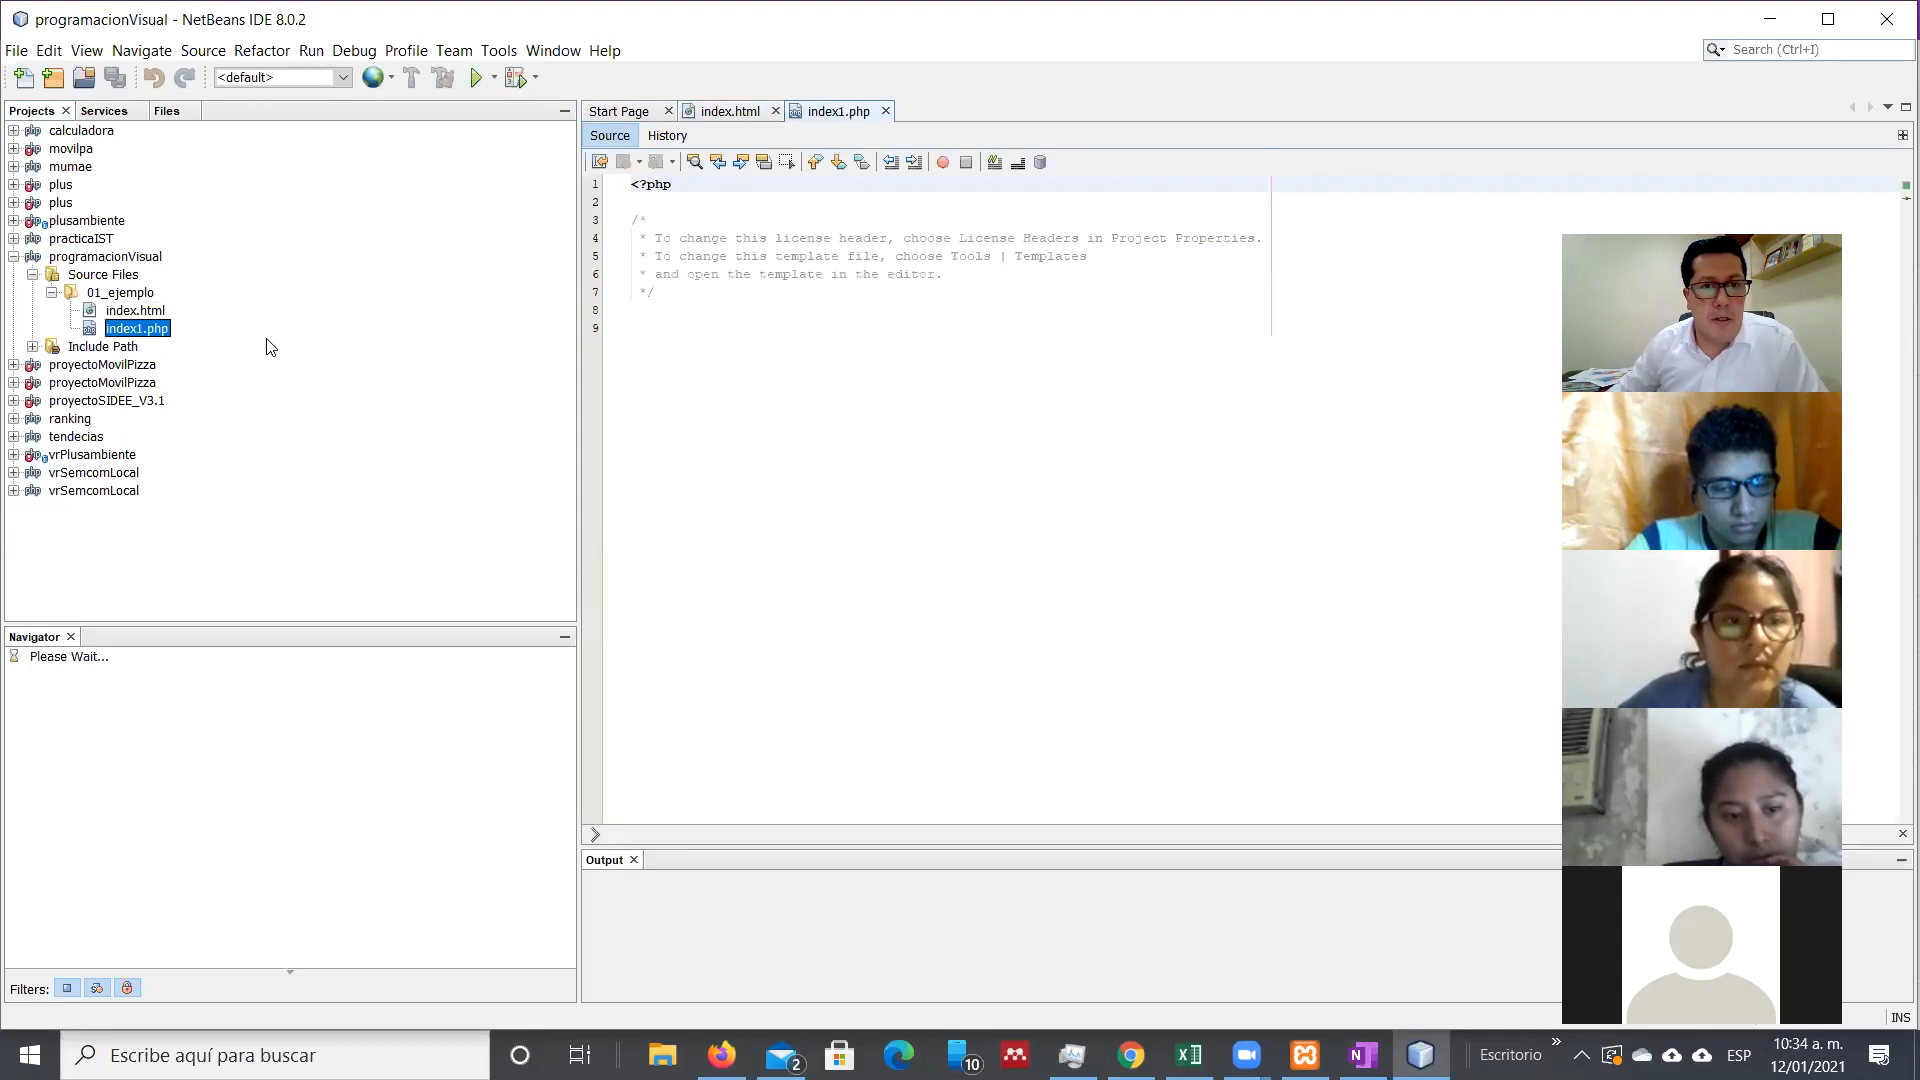 programacionVisual - NetBeans IDE 8.0.2
File Edit View Navigate Source Refactor Run Debug Profile Team Tools Window Help
Search (Ctrl+I)
<default>
Projects Services Files
calculadora
movilpa
mumae
plus
plus
plusambiente
practicaIST
programacionVisual
Source Files
01_ejemplo
index.html
index1.php
Include Path
proyectoMovilPizza
proyectoMovilPizza
proyectoSIDEE_V3.1
ranking
tendecias
vrPlusambiente
vrSemcomLocal
vrSemcomLocal
Navigator
Please Wait...
Filters:
Start Page index.html index1.php
Source History
1 <?php
2
3 /*
4 * To change this license header, choose License Headers in Project Properties.
5 * To change this template file, choose Tools | Templates
6 * and open the template in the editor.
7 */
8
9
Output
INS
Escribe aquí para buscar
2
10
Escritorio
ESP
10:34 a. m.
12/01/2021